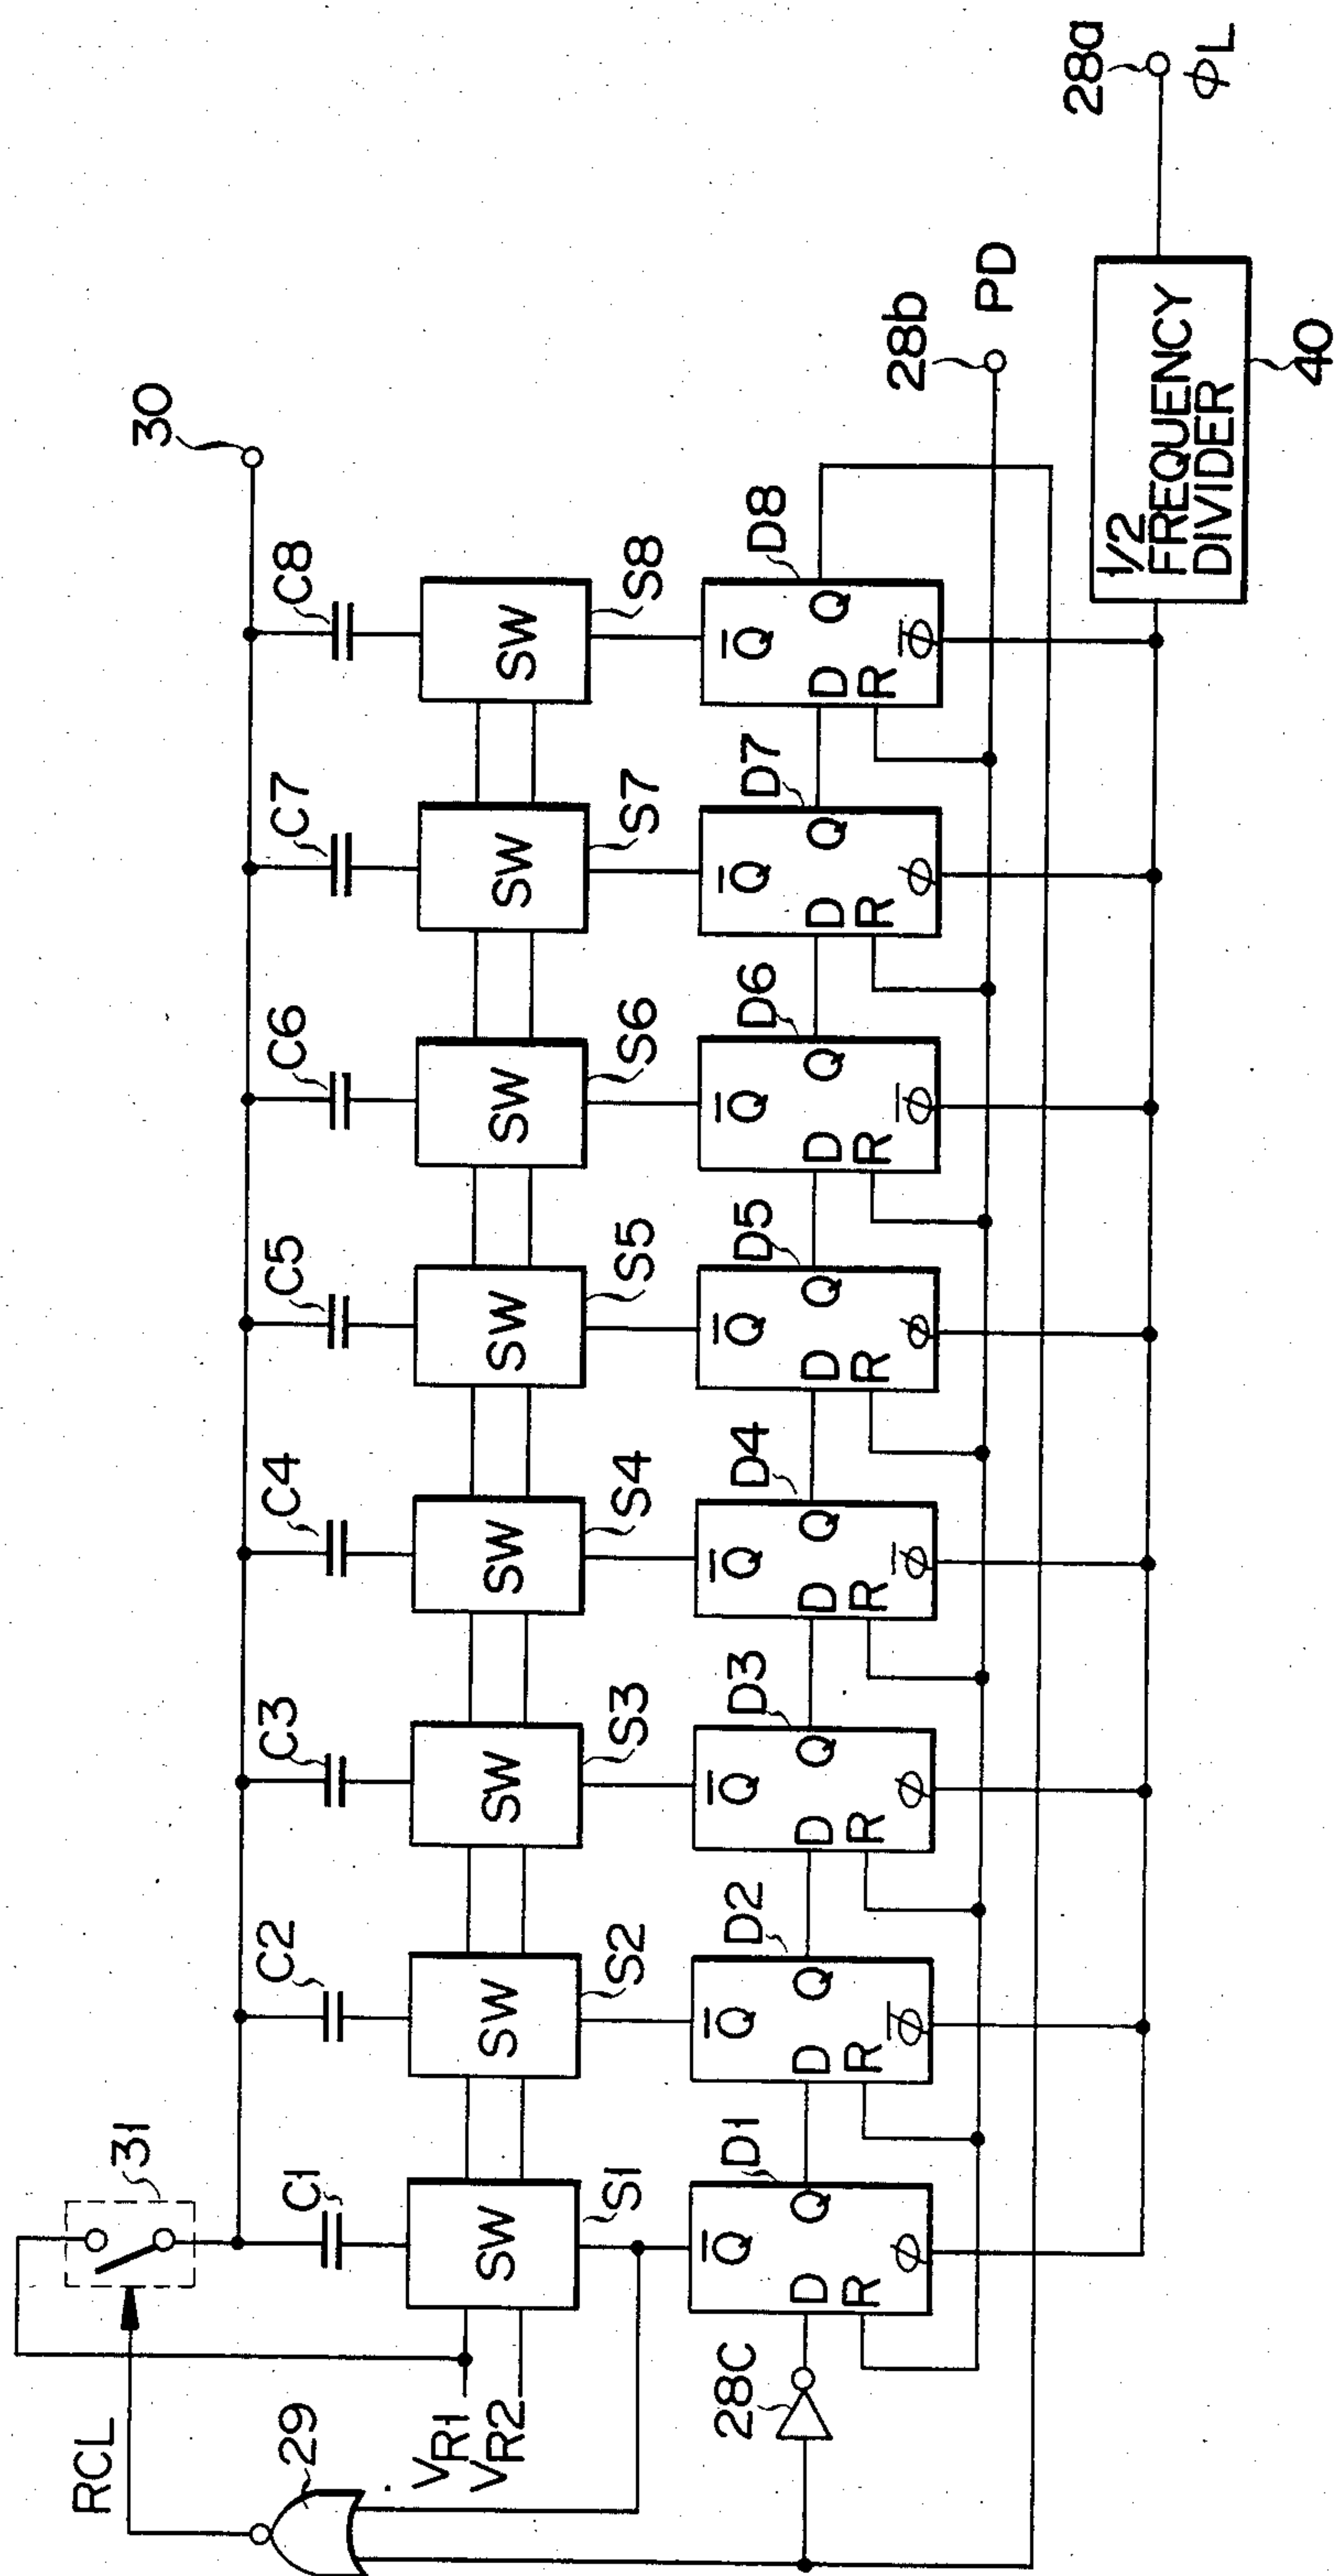 RCL
29
31
VR1
VR2
C1
C2
C3
C4
C5
C6
C7
C8
30
SW
SW
SW
SW
SW
SW
SW
SW
S1
S2
S3
S4
S5
S6
S7
S8
28C
D1
D2
D3
D4
D5
D6
D7
D8
Q̅ D R Q ϕ
Q̅ D R Q ϕ̅
Q̅ D R Q ϕ
Q̅ D R Q ϕ̅
Q̅ D R Q ϕ
Q̅ D R Q ϕ̅
Q̅ D R Q ϕ
Q̅ D R Q ϕ̅
28b
PD
1/2
FREQUENCY
DIVIDER
40
28a
ϕL